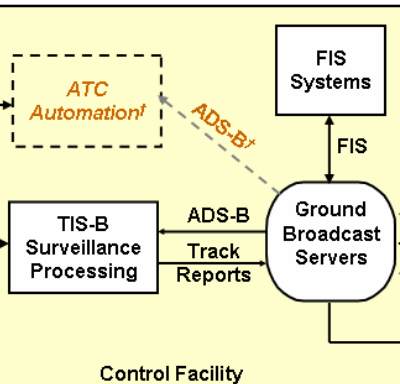 ATC
Automation†
FIS
Systems
ADS-B†
FIS
TIS-B
Surveillance
Processing
ADS-B
Track
Reports
Ground
Broadcast
Servers
Control Facility